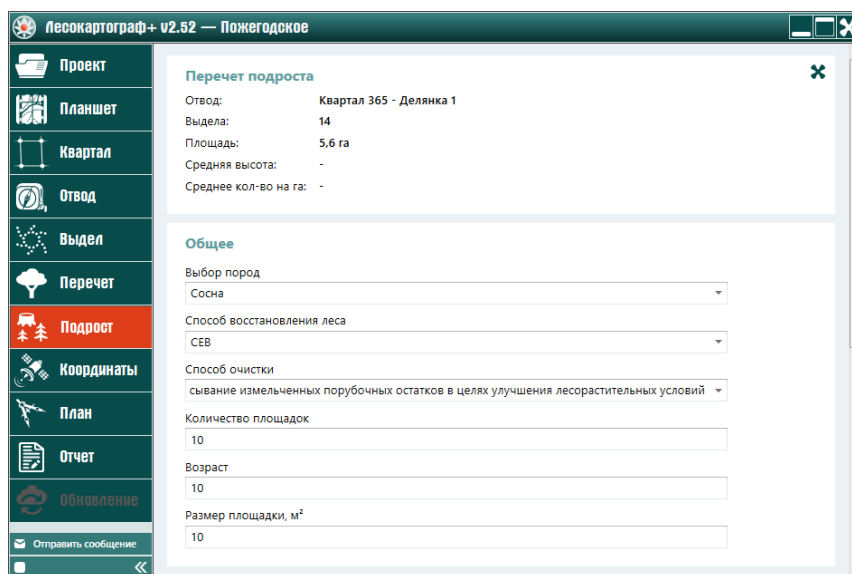 Лесокартограф+ v2.52 — Пожегодское
Проект
Планшет
Квартал
Отвод
Выдел
Перечет
Подрост
Координаты
План
Отчет
Обновление
Отправить сообщение
Перечет подроста
Отвод: Квартал 365 - Делянка 1
Выдела: 14
Площадь: 5,6 га
Средняя высота: -
Среднее кол-во на га: -
Общее
Выбор пород
Сосна
Способ восстановления леса
СЕВ
Способ очистки
сывание измельченных порубочных остатков в целях улучшения лесорастительных условий
Количество площадок
10
Возраст
10
Размер площадки, м²
10